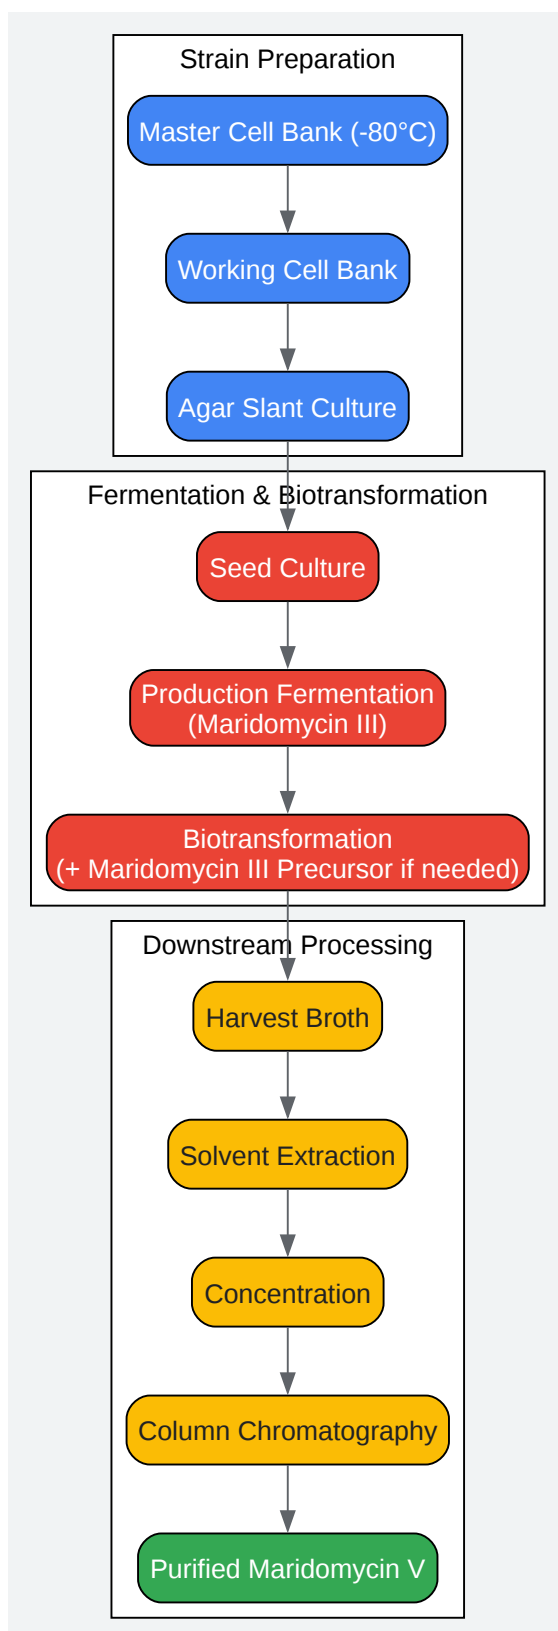 Strain Preparation
Master Cell Bank (-80°C)
Working Cell Bank
Agar Slant Culture
Fermentation & Biotransformation
Seed Culture
Production Fermentation
(Maridomycin III)
Biotransformation
(+ Maridomycin III Precursor if needed)
Downstream Processing
Harvest Broth
Solvent Extraction
Concentration
Column Chromatography
Purified Maridomycin V